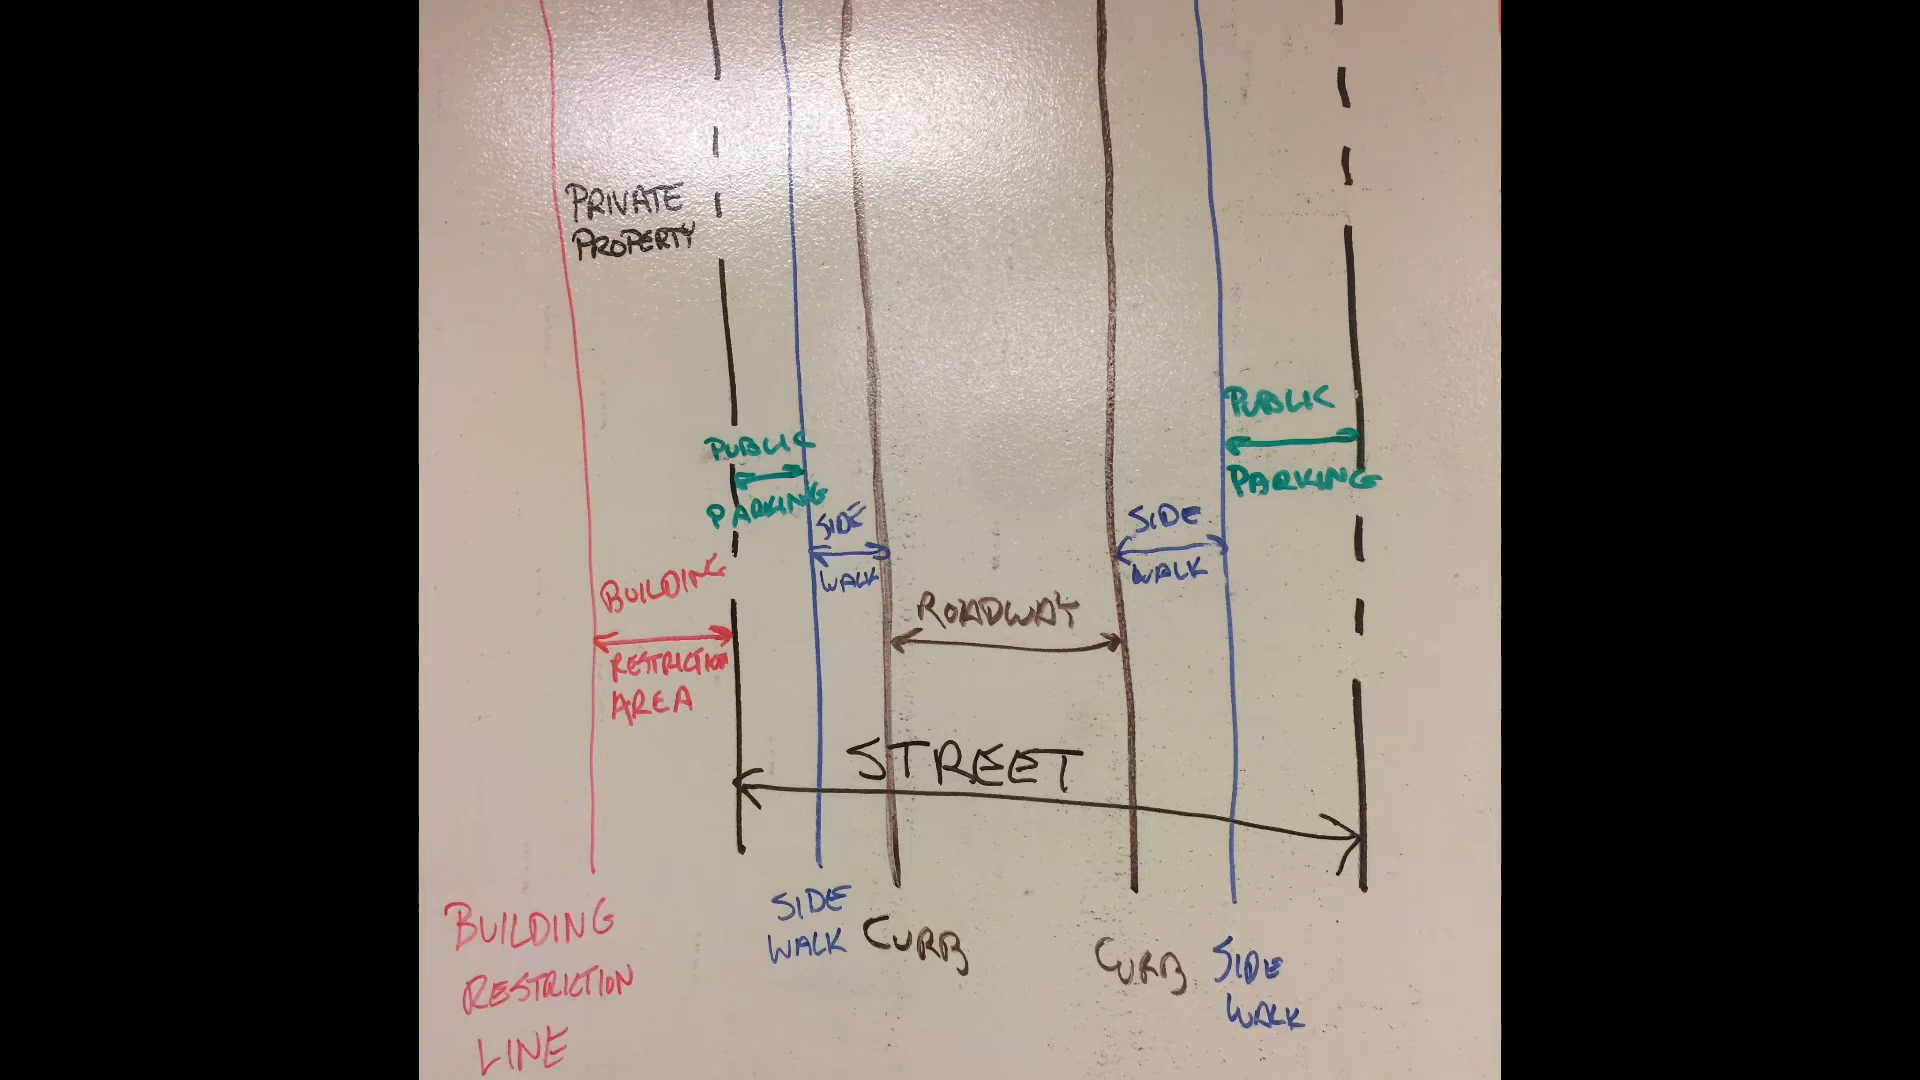 PRIVATE
PROPERTY
PUBLIC
PARKING
PUBLIC
PARKING
SIDE
WALK
SIDE
WALK
BUILDING
RESTRICTION
AREA
ROADWAY
STREET
BUILDING
RESTRICTION
LINE
SIDE
WALK
CURB
CURB
SIDE
WALK